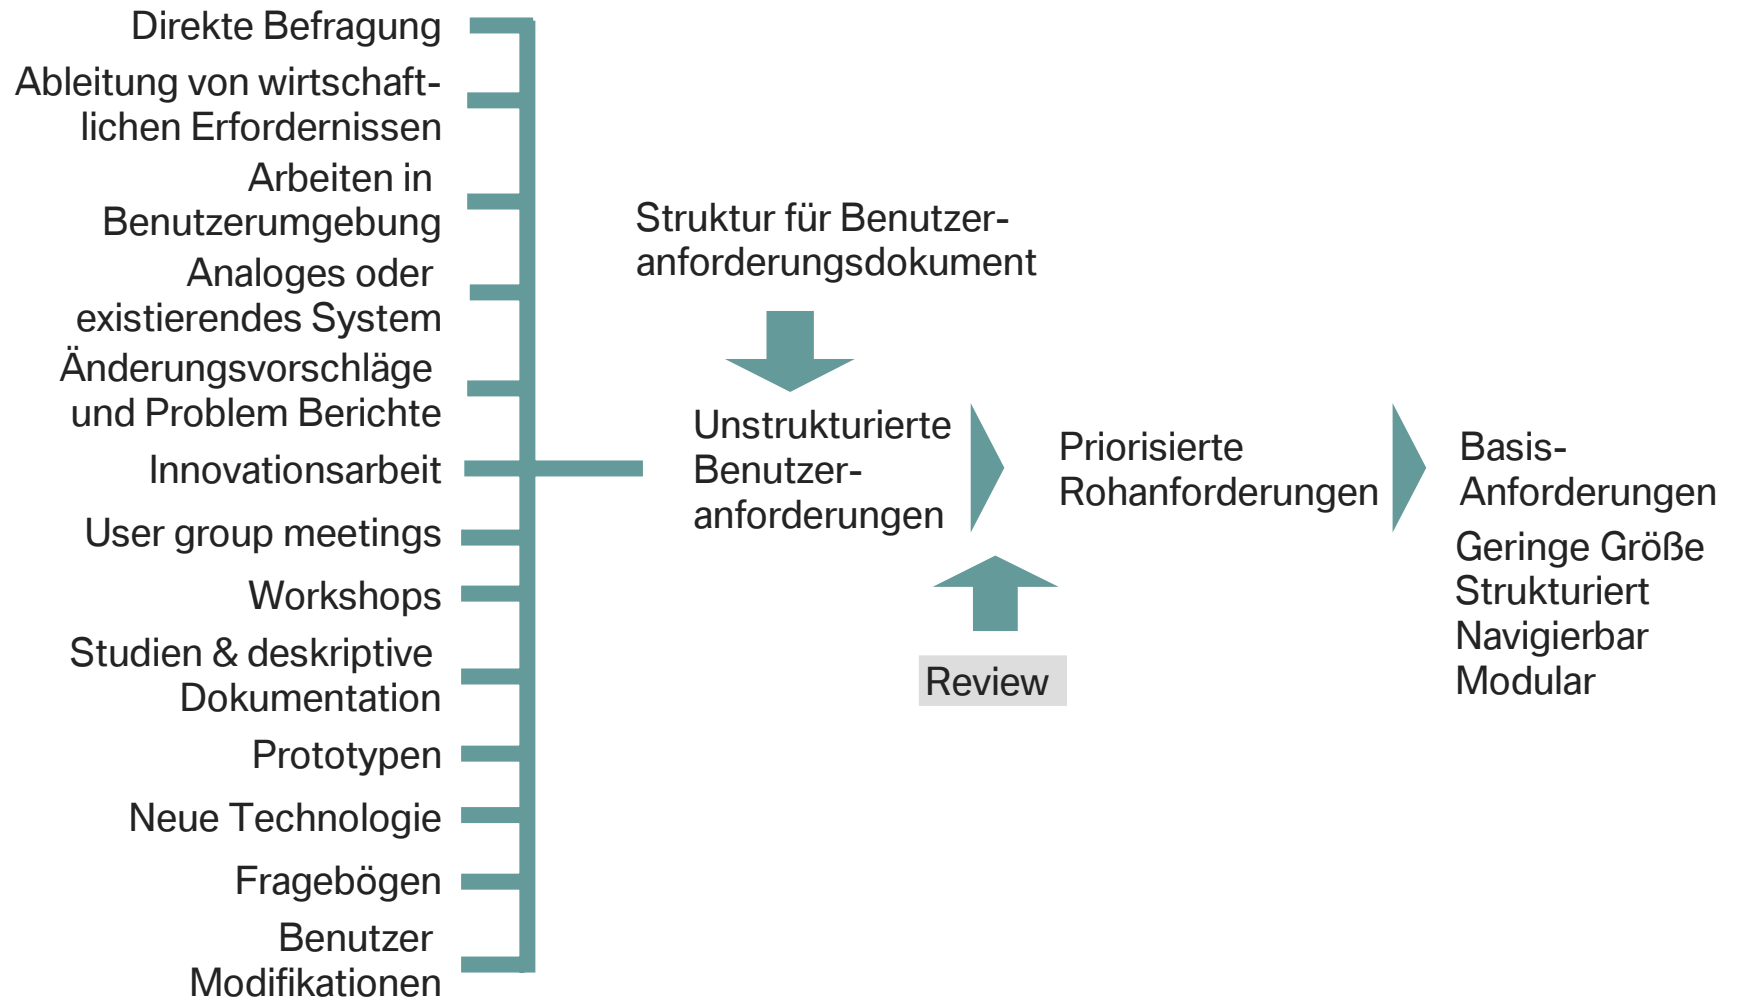 Direkte Befragung
Ableitung von wirtschaft-
lichen Erfordernissen
Arbeiten in
Benutzerumgebung
Analoges oder
existierendes System
Änderungsvorschläge
und Problem Berichte
Innovationsarbeit
User group meetings
Workshops
Studien & deskriptive
Dokumentation
Prototypen
Neue Technologie
Fragebögen
Benutzer
Modifikationen
Struktur für Benutzer-
anforderungsdokument
Unstrukturierte
Benutzer-
anforderungen
Review
Priorisierte
Rohanforderungen
Basis-
Anforderungen
Geringe Größe
Strukturiert
Navigierbar
Modular